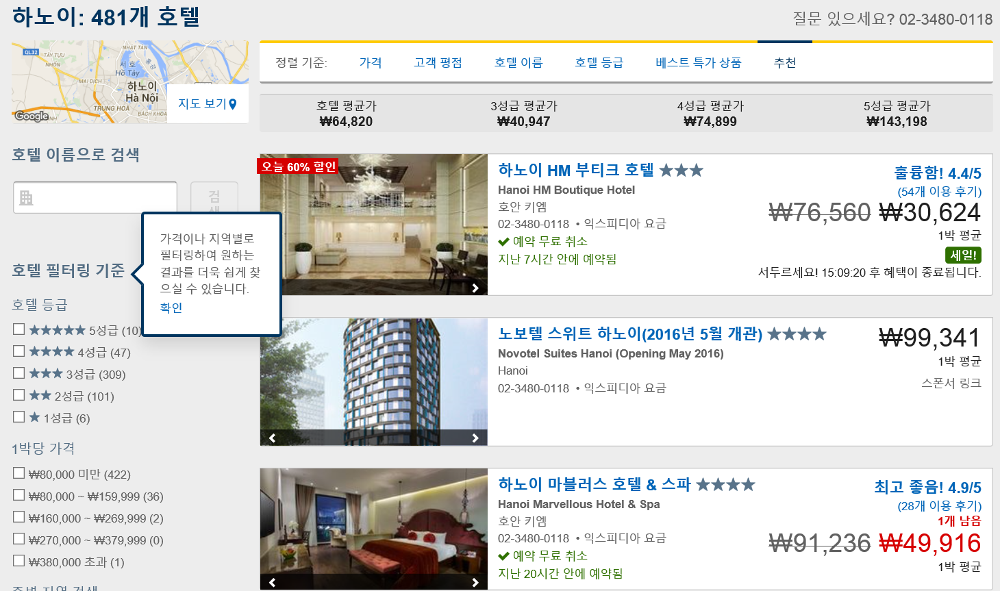 하노이: 481개 호텔
질문 있으세요? 02-3480-0118
QL32
TÂY TỰU
NHỔN
NHẬT TÂN
시 호
Hồ Tây
홍강
MAI DỊCH
하노이
Hà Nội
TRUNG HOÀ
BÁCH KHOA
Google
지도 보기
정렬 기준: 가격 고객 평점 호텔 이름 호텔 등급 베스트 특가 상품 추천
호텔 평균가 3성급 평균가 4성급 평균가 5성급 평균가
₩64,820 ₩40,947 ₩74,899 ₩143,198
호텔 이름으로 검색
검
가격이나 지역별로
필터링하여 원하는
결과를 더욱 쉽게 찾
으실 수 있습니다.
확인
호텔 필터링 기준
호텔 등급
★★★★★ 5성급 (10)
★★★★ 4성급 (47)
★★★ 3성급 (309)
★★ 2성급 (101)
★ 1성급 (6)
1박당 가격
₩80,000 미만 (422)
₩80,000 ~ ₩159,999 (36)
₩160,000 ~ ₩269,999 (2)
₩270,000 ~ ₩379,999 (0)
₩380,000 초과 (1)
오늘 60% 할인
하노이 HM 부티크 호텔 ★★★
Hanoi HM Boutique Hotel
호안 키엠
02-3480-0118 • 익스피디아 요금
✔ 예약 무료 취소
지난 7시간 안에 예약됨
훌륭함! 4.4/5
(54개 이용 후기)
₩76,560 ₩30,624
1박 평균
세일!
서두르세요! 15:09:20 후 혜택이 종료됩니다.
노보텔 스위트 하노이(2016년 5월 개관) ★★★★
Novotel Suites Hanoi (Opening May 2016)
Hanoi
02-3480-0118 • 익스피디아 요금
₩99,341
1박 평균
스폰서 링크
하노이 마블러스 호텔 & 스파 ★★★★
Hanoi Marvellous Hotel & Spa
호안 키엠
02-3480-0118 • 익스피디아 요금
✔ 예약 무료 취소
지난 20시간 안에 예약됨
최고 좋음! 4.9/5
(28개 이용 후기)
1개 남음
₩91,236 ₩49,916
1박 평균